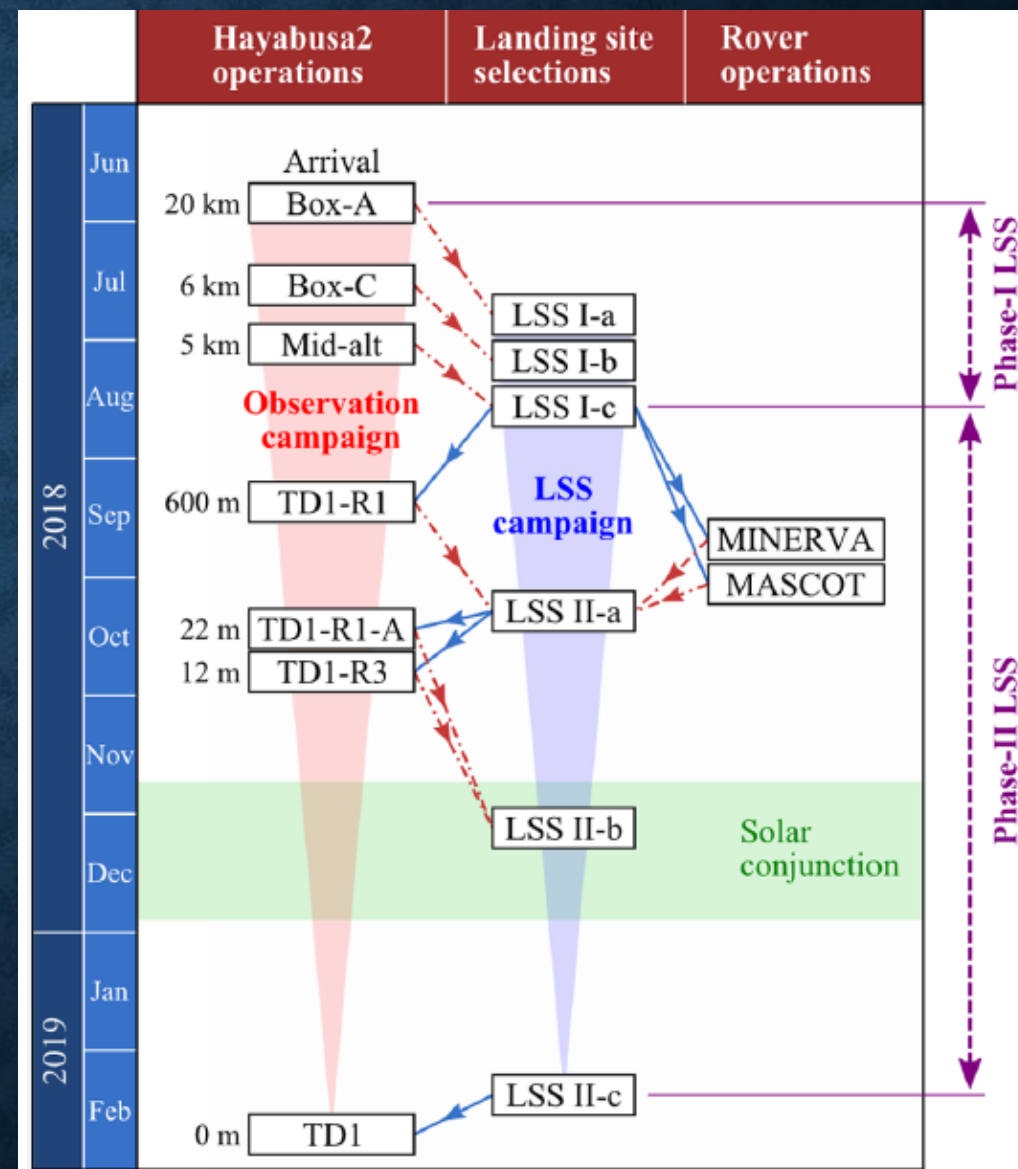 Hayabusa2
operations
Landing site
selections
Rover
operations
2018
2019
Jun
Jul
Aug
Sep
Oct
Nov
Dec
Jan
Feb
Arrival
20 km
Box-A
6 km
Box-C
5 km
Mid-alt
Observation
campaign
600 m
TD1-R1
22 m
TD1-R1-A
12 m
TD1-R3
0 m
TD1
LSS I-a
LSS I-b
LSS I-c
LSS
campaign
LSS II-a
LSS II-b
LSS II-c
MINERVA
MASCOT
Solar
conjunction
Phase-I LSS
Phase-II LSS